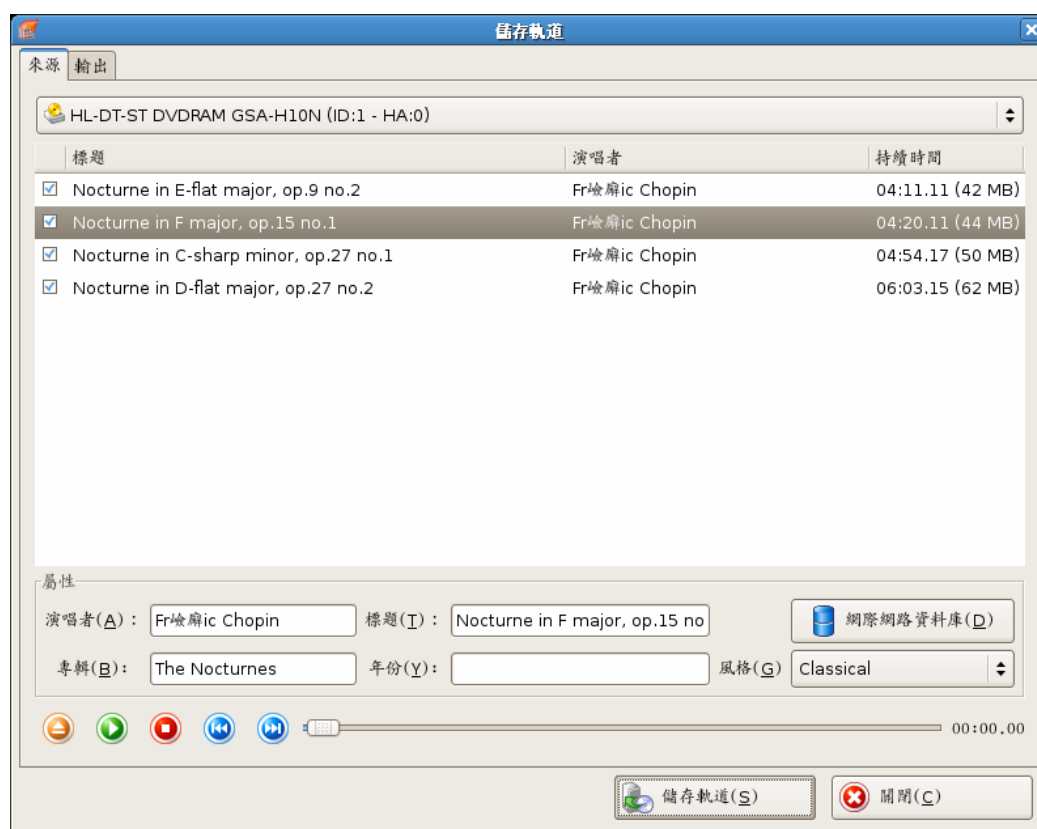 儲存軌道
來源 輸出
HL-DT-ST DVDRAM GSA-H10N (ID:1 - HA:0)
標題 演唱者 持續時間
Nocturne in E-flat major, op.9 no.2 Fr嶮廨ic Chopin 04:11.11 (42 MB)
Nocturne in F major, op.15 no.1 Fr嶮廨ic Chopin 04:20.11 (44 MB)
Nocturne in C-sharp minor, op.27 no.1 Fr嶮廨ic Chopin 04:54.17 (50 MB)
Nocturne in D-flat major, op.27 no.2 Fr嶮廨ic Chopin 06:03.15 (62 MB)
屬性
演唱者(A)： Fr嶮廨ic Chopin 標題(T)： Nocturne in F major, op.15 no 網際網路資料庫(D)
專輯(B): The Nocturnes 年份(Y): 風格(G) Classical
00:00.00
儲存軌道(S) 關閉(C)